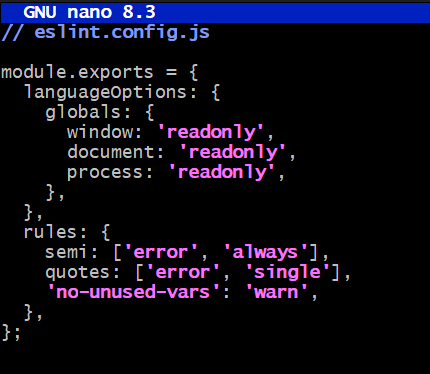 GNU nano 8.3
// eslint.config.js
module.exports = {
  languageOptions: {
    globals: {
      window: 'readonly',
      document: 'readonly',
      process: 'readonly',
    },
  },
  rules: {
    semi: ['error', 'always'],
    quotes: ['error', 'single'],
    'no-unused-vars': 'warn',
  },
};